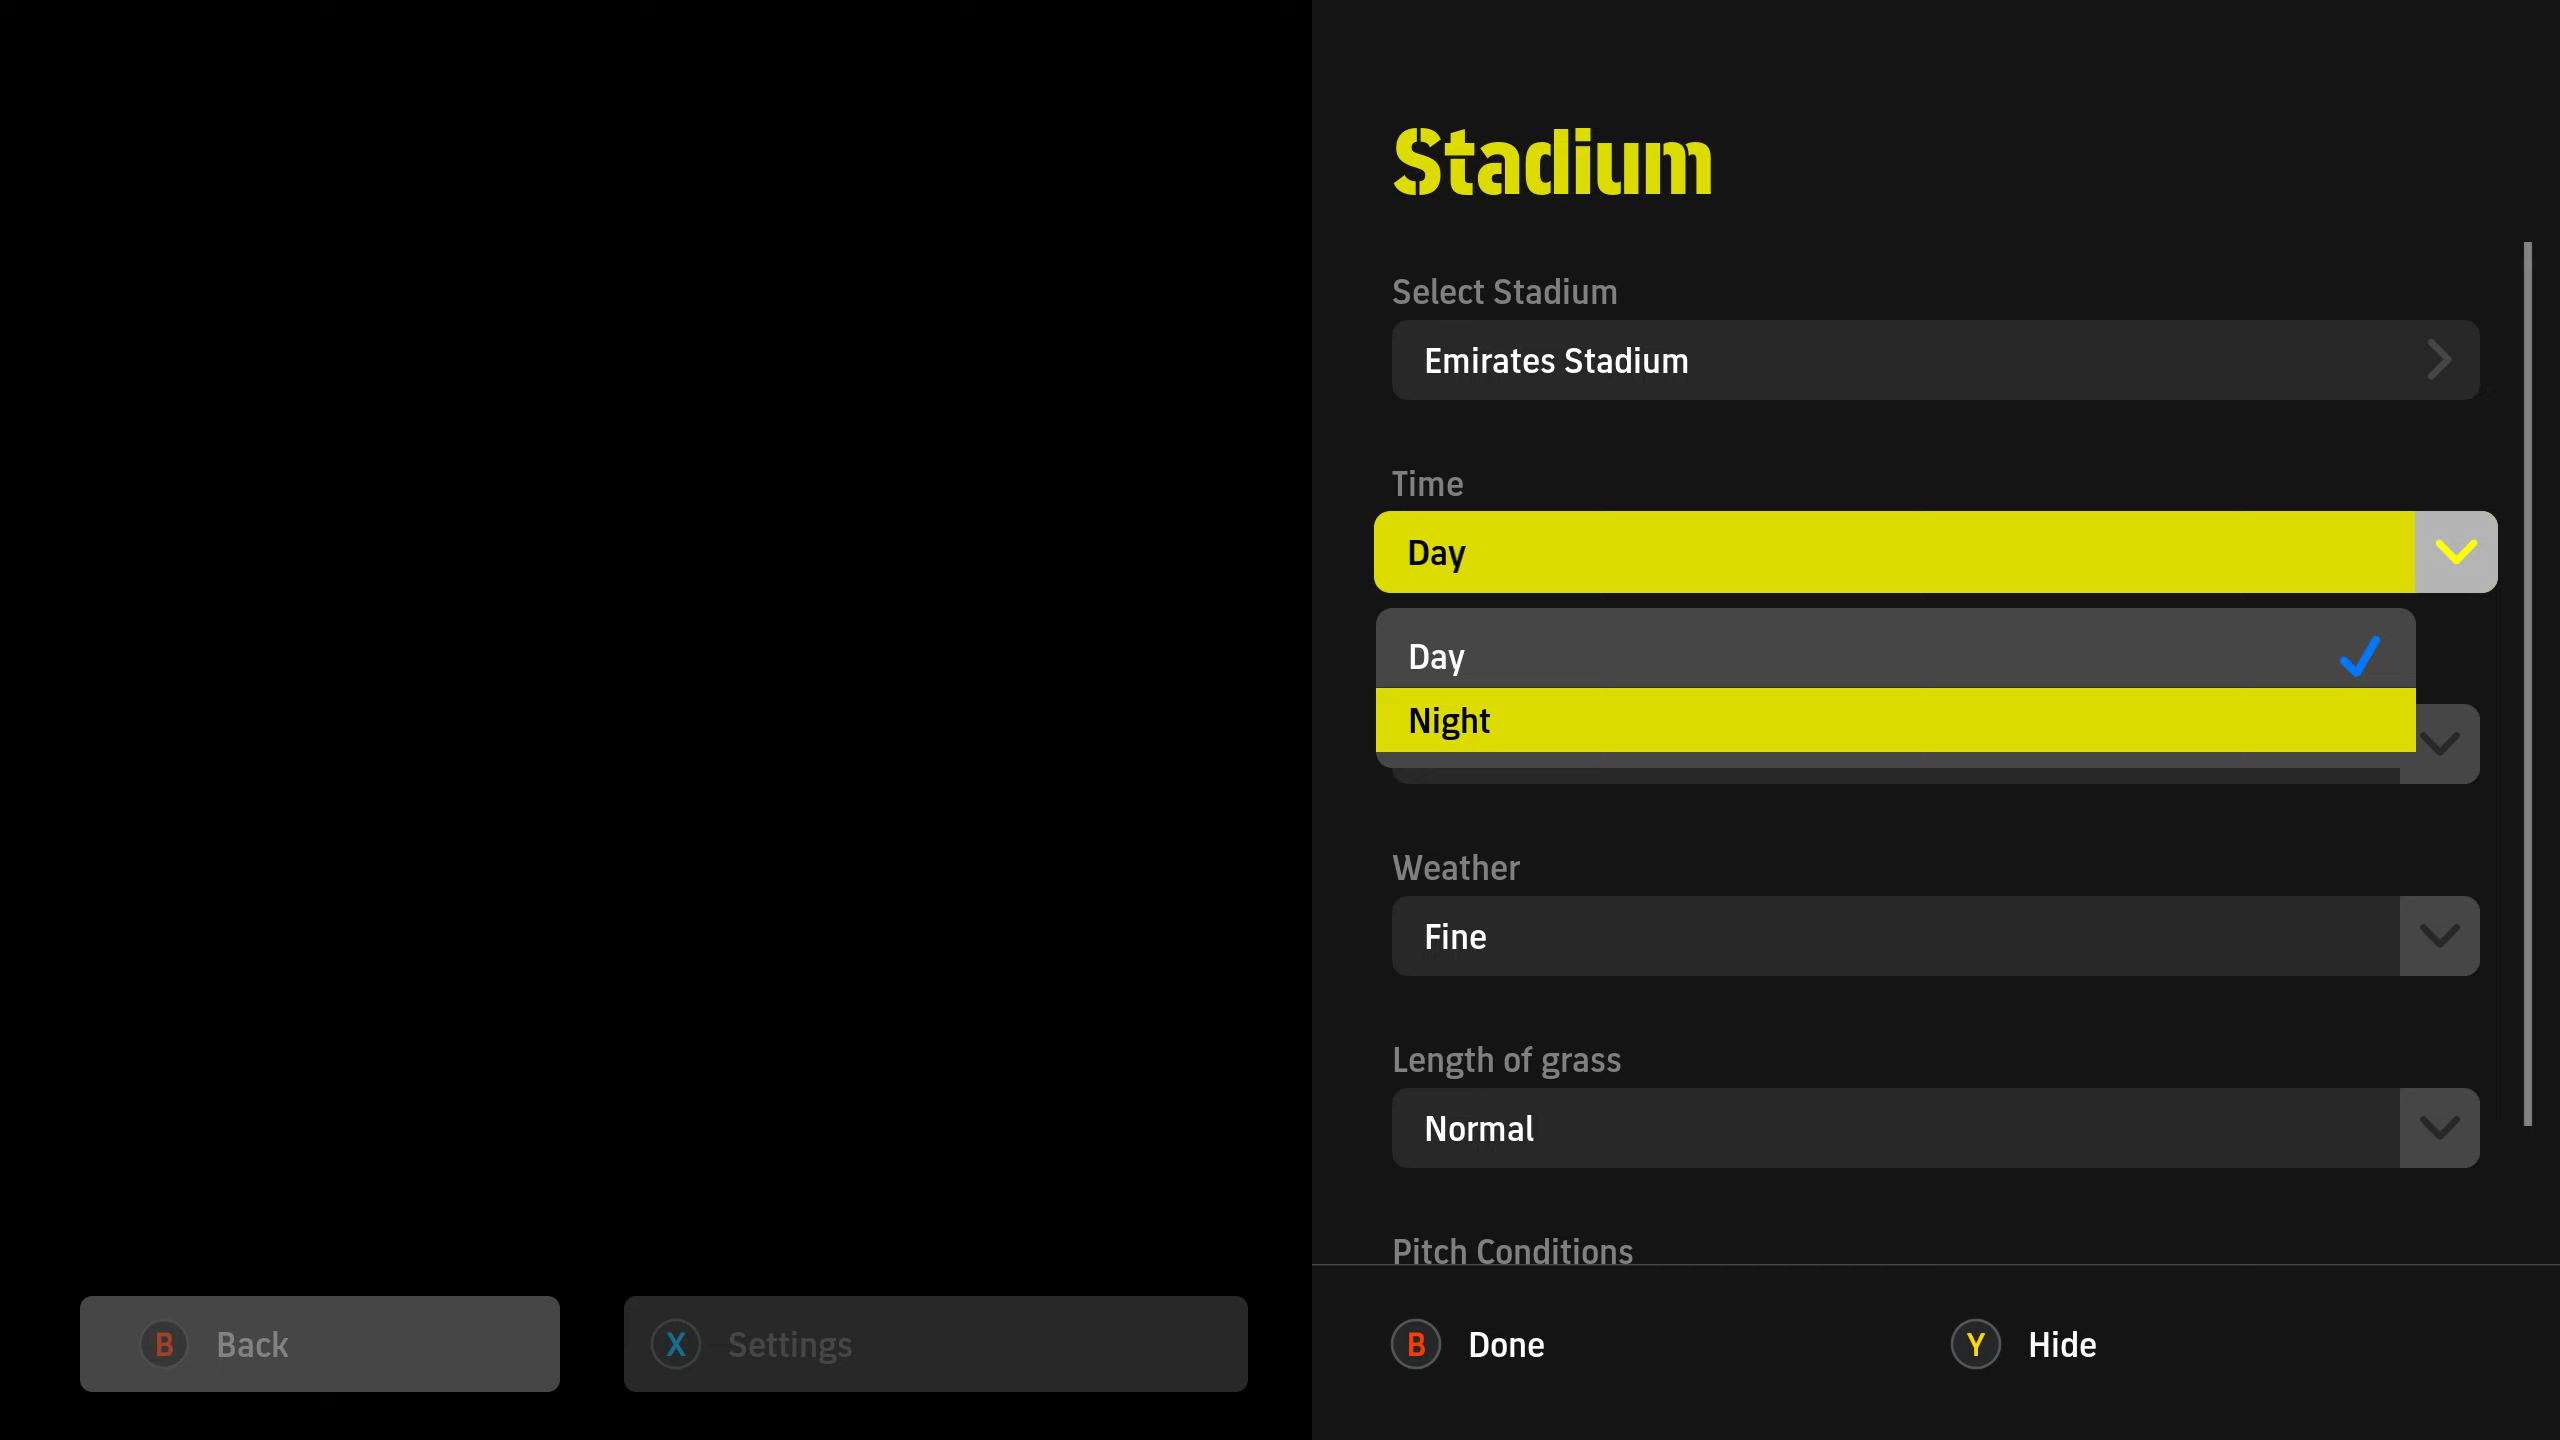 Stadium
Select Stadium
Emirates Stadium
Time
Day
Day
Night
Weather
Fine
Length of grass
Normal
Pitch Conditions
B Back
X Settings
B Done
Y Hide